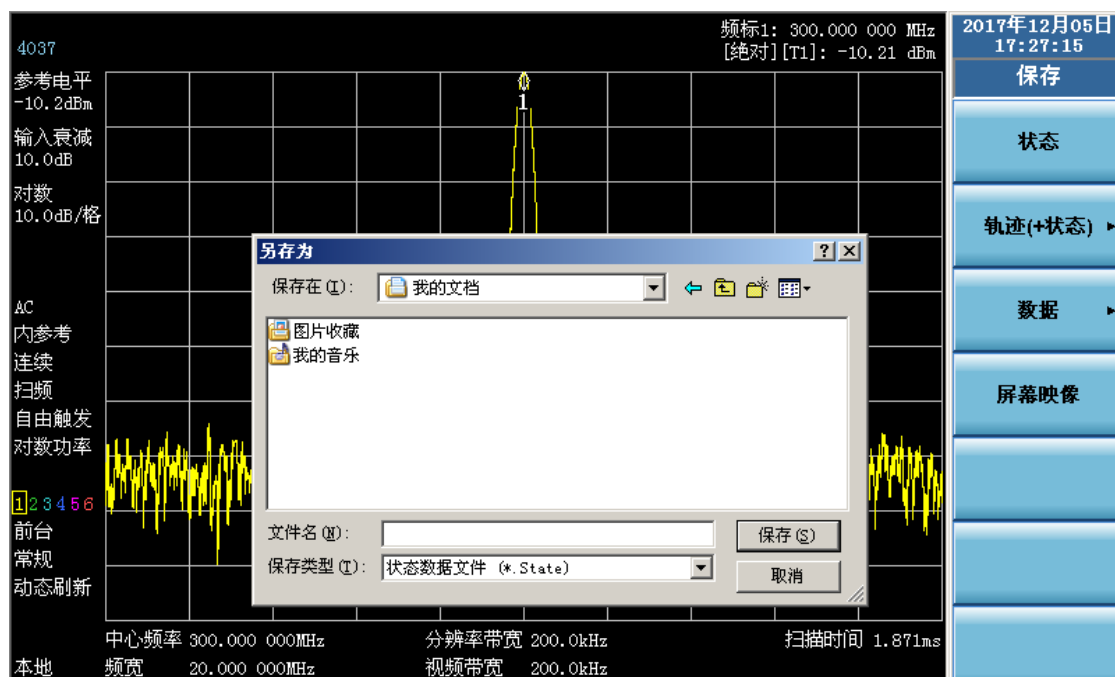 4037
频标1: 300.000 000 MHz
[绝对][T1]: -10.21 dBm
参考电平
-10.2dBm
输入衰减
10.0dB
对数
10.0dB/格
AC
内参考
连续
扫频
自由触发
对数功率
123456
前台
常规
动态刷新
本地
1
另存为
保存在(I):
我的文档
图片收藏
我的音乐
文件名(N):
保存(S)
保存类型(T):
状态数据文件 (*.State)
取消
中心频率 300.000 000MHz
分辨率带宽 200.0kHz
扫描时间 1.871ms
频宽 20.000 000MHz
视频带宽 200.0kHz
2017年12月05日
17:27:15
保存
状态
轨迹(+状态)
数据
屏幕映像